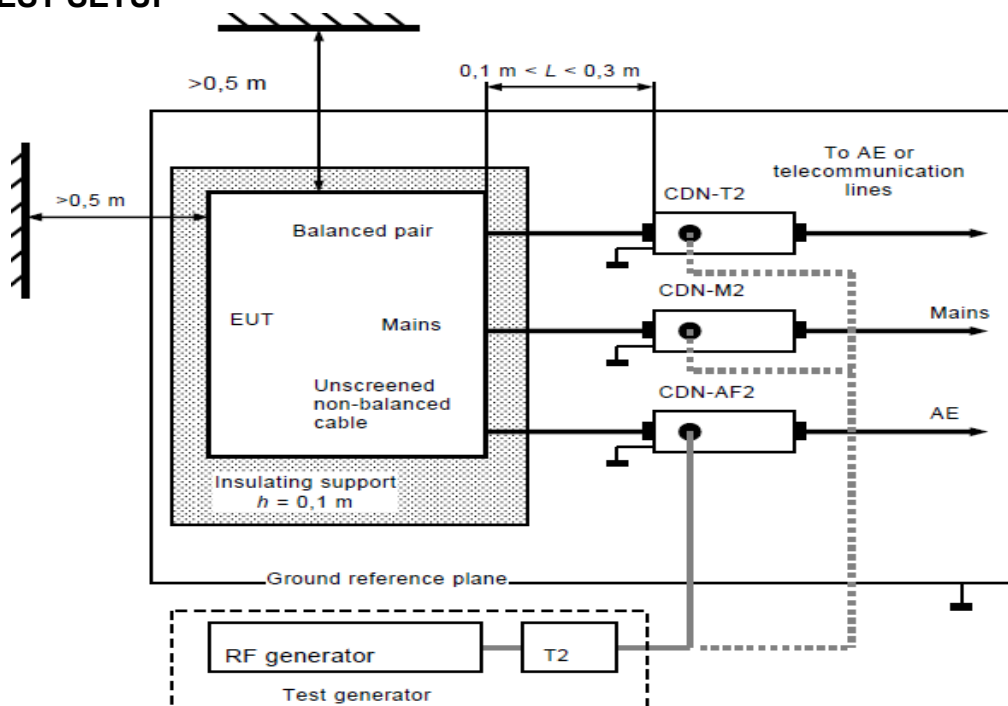 TEST SETUP
>0,5 m
0,1 m < L < 0,3 m
>0,5 m
To AE or
telecommunication
lines
CDN-T2
Balanced pair
CDN-M2
EUT
Mains
Mains
Unscreened
non-balanced
cable
CDN-AF2
AE
Insulating support
h = 0,1 m
Ground reference plane
RF generator
T2
Test generator